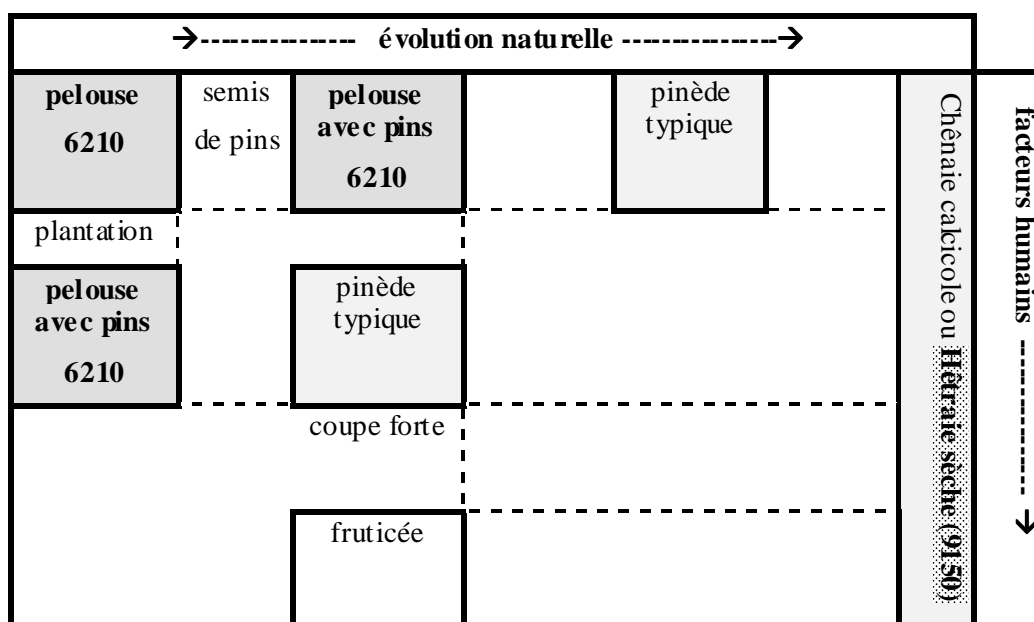 →---------------- évolution naturelle ----------------→
pelouse
6210
semis
de pins
pelouse
avec pins
6210
pinède
typique
plantation
pelouse
avec pins
6210
pinède
typique
coupe forte
fruticée
Chênaie calcicole ou Hêtraie sèche (9150)
facteurs humains ----------------→